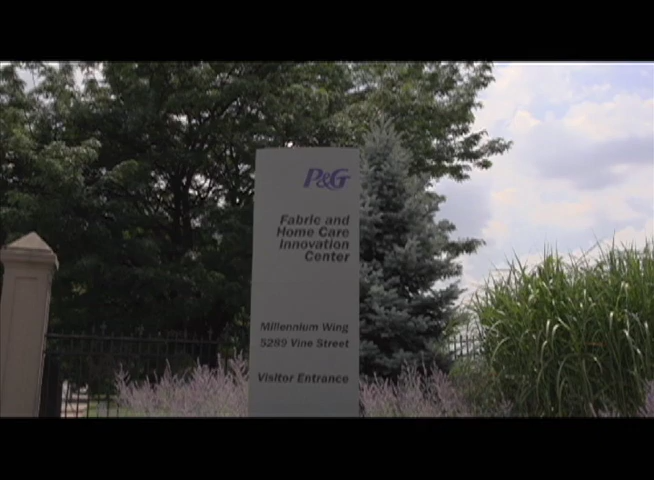 P&G
Fabric and
Home Care
Innovation
Center
Millennium Wing
5289 Vine Street
Visitor Entrance